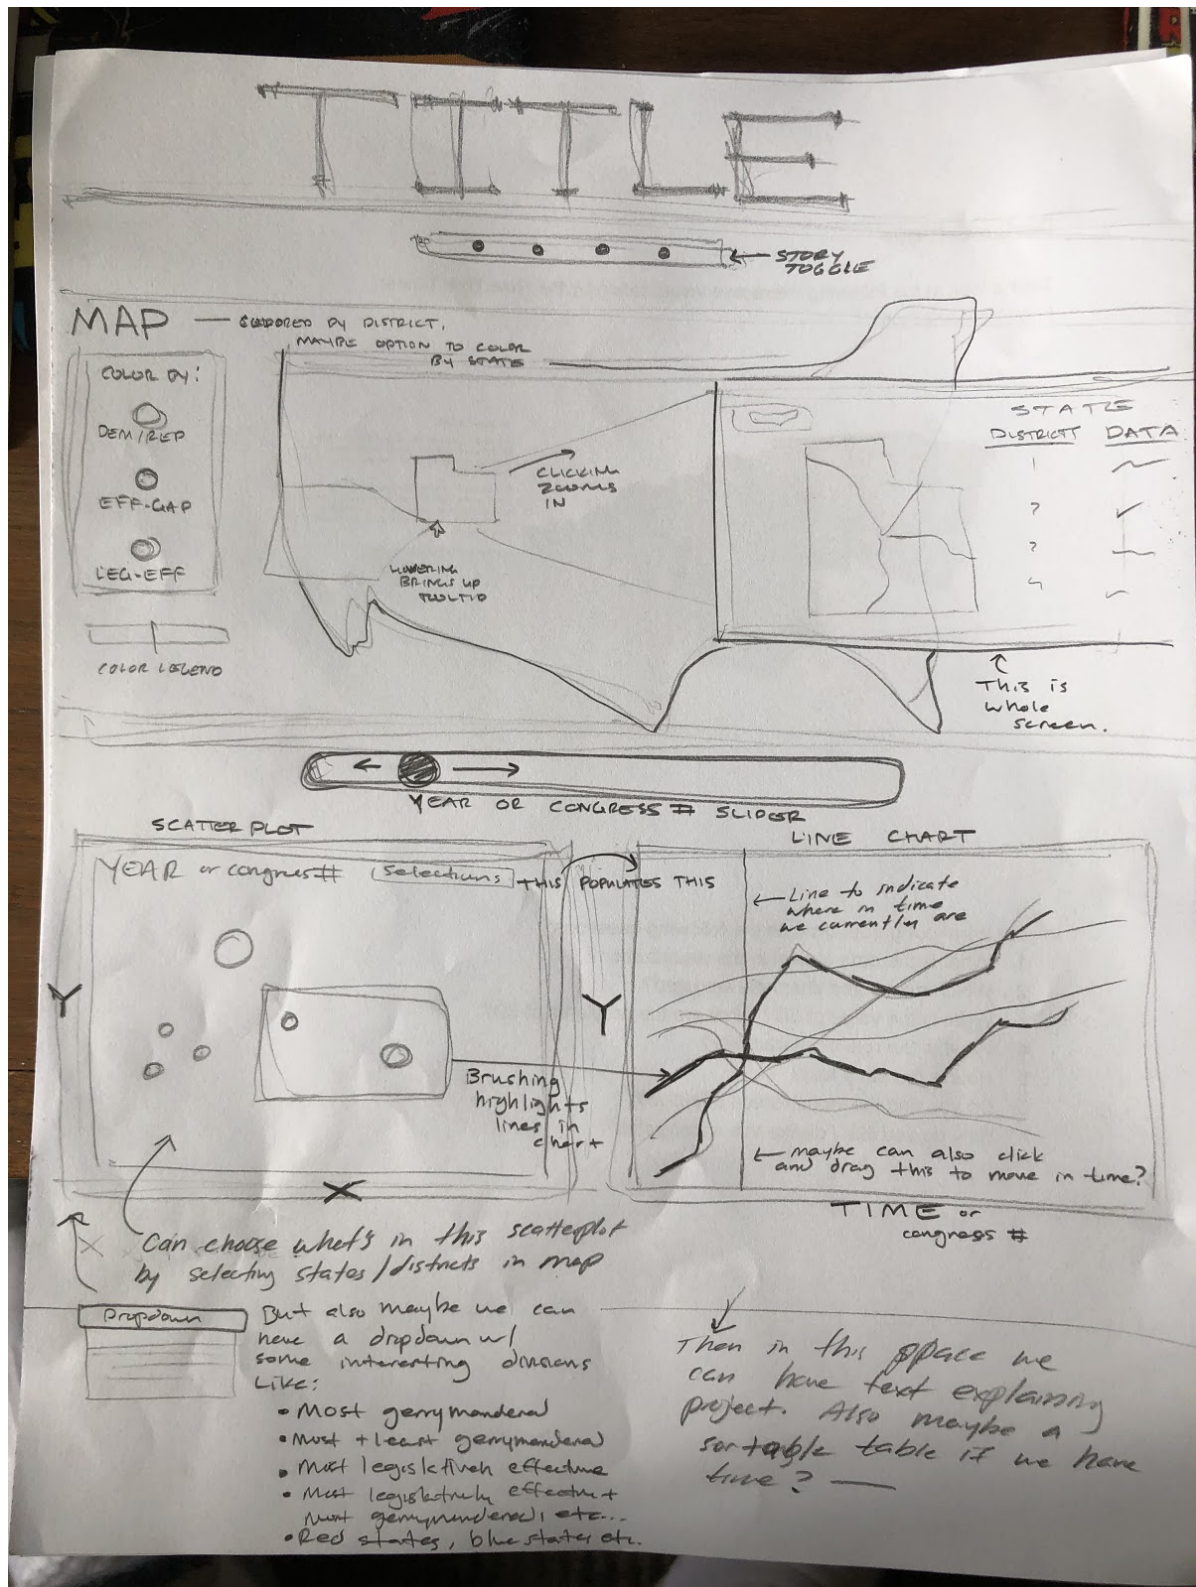 TITLE
STORY
TOGGLE
MAP — COLORED BY DISTRICT,
MAYBE OPTION TO COLOR
BY STATE
COLOR BY:
DEM/REP
EFF-GAP
LEG-EFF
COLOR LEGEND
CLICKING
ZOOMS
IN
HOVERING
BRINGS UP
TOOLTIP
STATE
DISTRICT DATA
1
2
3
4
This is
whole
screen.
YEAR OR CONGRESS # SLIDER
SCATTERPLOT
LINE CHART
YEAR or congress # selections
THIS POPULATES THIS
Line to indicate
where in time
we currently are
Y
Y
Brushing
highlights
lines in
chart
maybe can also click
and drag this to move in time?
X
TIME or
congress #
X
Can choose what's in this scatterplot
by selecting states/districts in map
Dropdown
But also maybe we can
have a dropdown w/
some interesting divisions
Like:
• Most gerrymandered
• Most + least gerrymandered
• Most legislatively effective
• Most legislatively effective +
most gerrymandered, etc...
• Red states, blue states etc.
Then in this space we
can have text explaining
project. Also maybe a
sortable table if we have
time? —